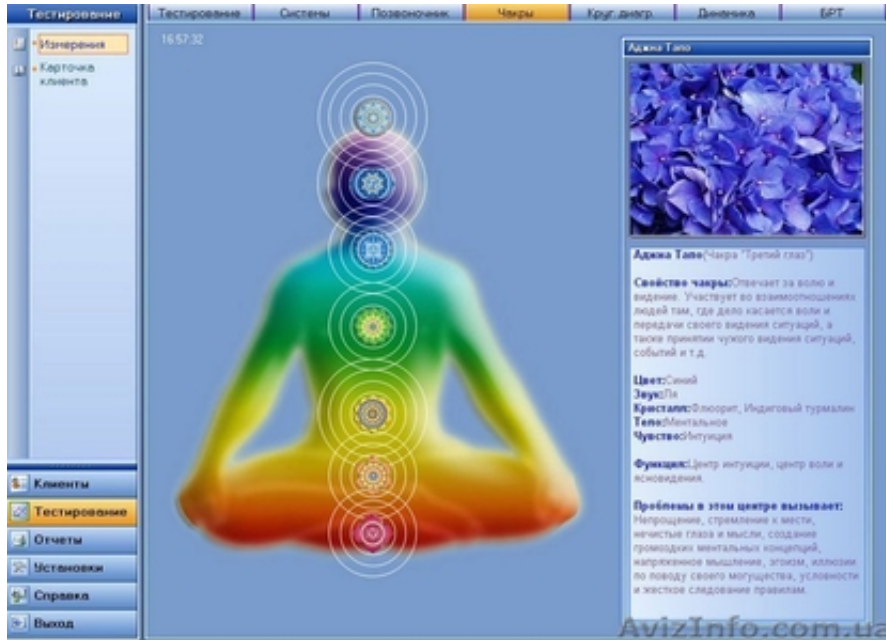 Тестирование
Измерения
Карточка
клиента
Клиенты
Тестирование
Отчеты
Установки
Справка
Выход
Тестирование Системы Позвоночник Чакры Круг.диагр. Динамика БРТ
16:57:32
Аджна Тапо
Аджна Тапо(Чакра "Третий глаз")
Свойство чакры:Отвечает за волю и
видение. Участвует во взаимоотношениях
людей там, где дело касается воли и
передачи своего видения ситуаций, а
также принятии чужого видения ситуаций,
событий и т.д.
Цвет:Синий
Звук:Ля
Кристалл:Флюорит, Индиговый турмалин
Тело:Ментальное
Чувство:Интуиция
Функция:Центр интуиции, центр воли и
ясновидения.
Проблемы в этом центре вызывает:
Непрощение, стремление к мести,
нечистые глаза и мысли, создание
громоздких ментальных концепций,
напряженное мышление, эгоизм, иллюзии
по поводу своего могущества, условности
и жесткое следование правилам.
AvizInfo.com.ua